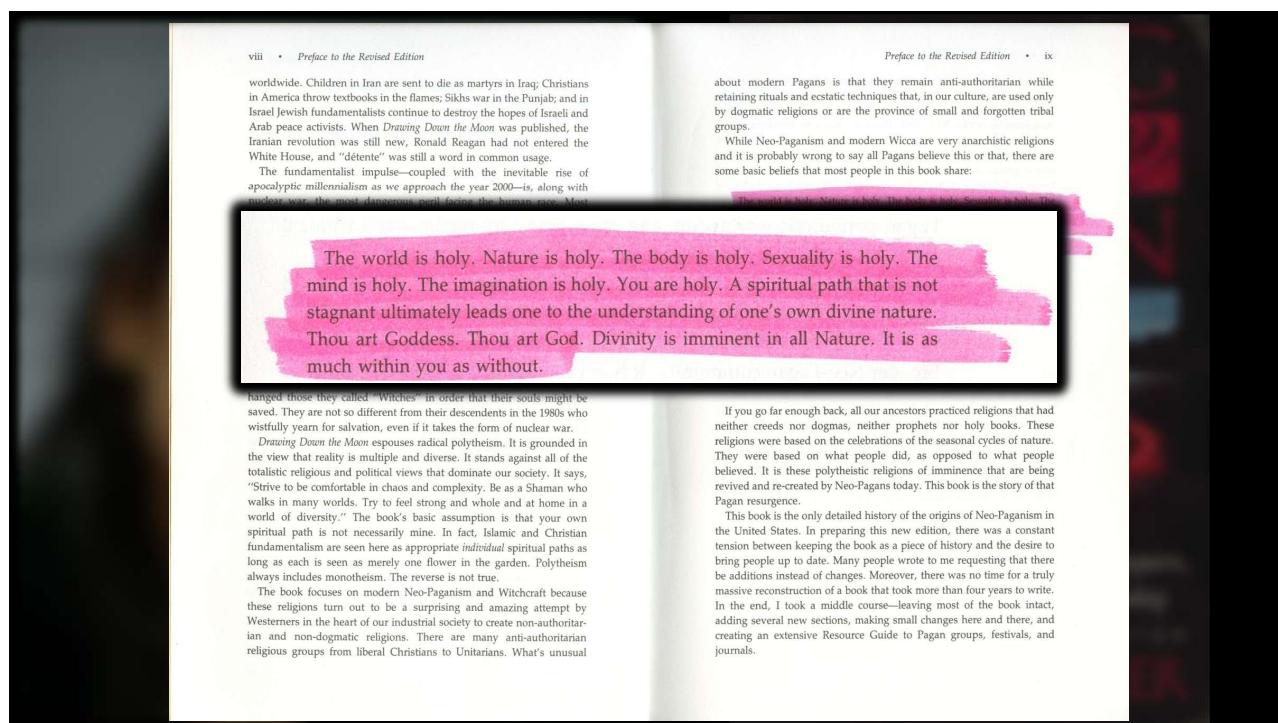 viii • Preface to the Revised Edition
worldwide. Children in Iran are sent to die as martyrs in Iraq; Christians
in America throw textbooks in the flames; Sikhs war in the Punjab; and in
Israel Jewish fundamentalists continue to destroy the hopes of Israeli and
Arab peace activists. When Drawing Down the Moon was published, the
Iranian revolution was still new, Ronald Reagan had not entered the
White House, and "détente" was still a word in common usage.
The fundamentalist impulse—coupled with the inevitable rise of
apocalyptic millennialism as we approach the year 2000—is, along with
nuclear war, the most dangerous peril facing the human race. Most
The world is holy. Nature is holy. The body is holy. Sexuality is holy. The
mind is holy. The imagination is holy. You are holy. A spiritual path that is not
stagnant ultimately leads one to the understanding of one's own divine nature.
Thou art Goddess. Thou art God. Divinity is imminent in all Nature. It is as
much within you as without.
hanged those they called "Witches" in order that their souls might be
saved. They are not so different from their descendents in the 1980s who
wistfully yearn for salvation, even if it takes the form of nuclear war.
Drawing Down the Moon espouses radical polytheism. It is grounded in
the view that reality is multiple and diverse. It stands against all of the
totalistic religious and political views that dominate our society. It says,
"Strive to be comfortable in chaos and complexity. Be as a Shaman who
walks in many worlds. Try to feel strong and whole and at home in a
world of diversity." The book's basic assumption is that your own
spiritual path is not necessarily mine. In fact, Islamic and Christian
fundamentalism are seen here as appropriate individual spiritual paths as
long as each is seen as merely one flower in the garden. Polytheism
always includes monotheism. The reverse is not true.
The book focuses on modern Neo-Paganism and Witchcraft because
these religions turn out to be a surprising and amazing attempt by
Westerners in the heart of our industrial society to create non-authoritar-
ian and non-dogmatic religions. There are many anti-authoritarian
religious groups from liberal Christians to Unitarians. What's unusual
Preface to the Revised Edition • ix
about modern Pagans is that they remain anti-authoritarian while
retaining rituals and ecstatic techniques that, in our culture, are used only
by dogmatic religions or are the province of small and forgotten tribal
groups.
While Neo-Paganism and modern Wicca are very anarchistic religions
and it is probably wrong to say all Pagans believe this or that, there are
some basic beliefs that most people in this book share:
The world is holy. Nature is holy. The body is holy. Sexuality is holy. The
If you go far enough back, all our ancestors practiced religions that had
neither creeds nor dogmas, neither prophets nor holy books. These
religions were based on the celebrations of the seasonal cycles of nature.
They were based on what people did, as opposed to what people
believed. It is these polytheistic religions of imminence that are being
revived and re-created by Neo-Pagans today. This book is the story of that
Pagan resurgence.
This book is the only detailed history of the origins of Neo-Paganism in
the United States. In preparing this new edition, there was a constant
tension between keeping the book as a piece of history and the desire to
bring people up to date. Many people wrote to me requesting that there
be additions instead of changes. Moreover, there was no time for a truly
massive reconstruction of a book that took more than four years to write.
In the end, I took a middle course—leaving most of the book intact,
adding several new sections, making small changes here and there, and
creating an extensive Resource Guide to Pagan groups, festivals, and
journals.